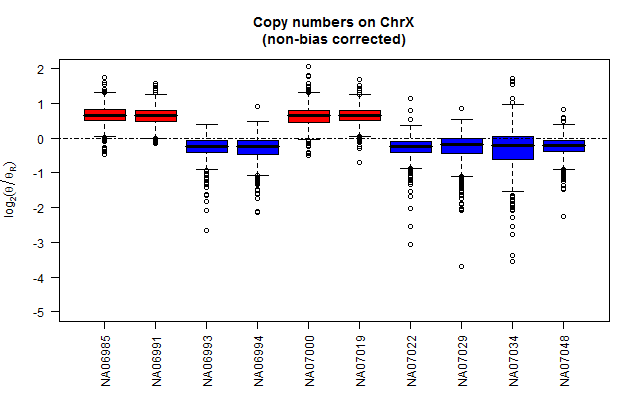 Copy numbers on ChrX
(non-bias corrected)
log2(θ/θR)
2
1
0
-1
-2
-3
-4
-5
NA06985
NA06991
NA06993
NA06994
NA07000
NA07019
NA07022
NA07029
NA07034
NA07048